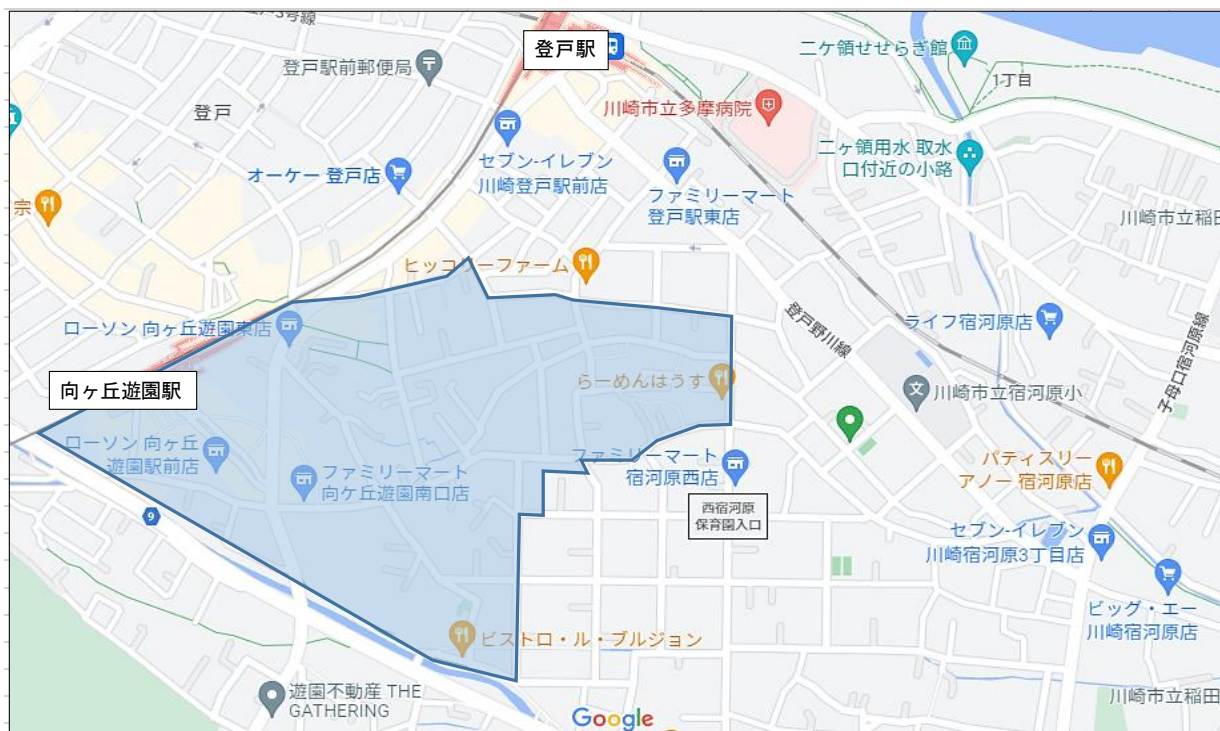 登戸3号線
登戸駅
二ケ領せせらぎ館
登戸駅前郵便局
1丁目
登戸
川崎市立多摩病院
セブン-イレブン
川崎登戸駅前店
二ヶ領用水 取水
口付近の小路
オーケー 登戸店
ファミリーマート
登戸駅東店
宗
川崎市立稲田
ヒッコリーファーム
ローソン 向ヶ丘遊園東店
登戸野川線
ライフ宿河原店
子母口宿河原線
向ヶ丘遊園駅
らーめんはうす
川崎市立宿河原小
ローソン 向ヶ丘
遊園駅前店
ファミリーマート
向ケ丘遊園南口店
ファミリーマート
宿河原西店
パティスリー
アノー 宿河原店
9
西宿河原
保育園入口
セブン-イレブン
川崎宿河原3丁目店
ビストロ・ル・ブルジョン
ビッグ・エー
川崎宿河原店
遊園不動産 THE
GATHERING
川崎市立稲田
Google